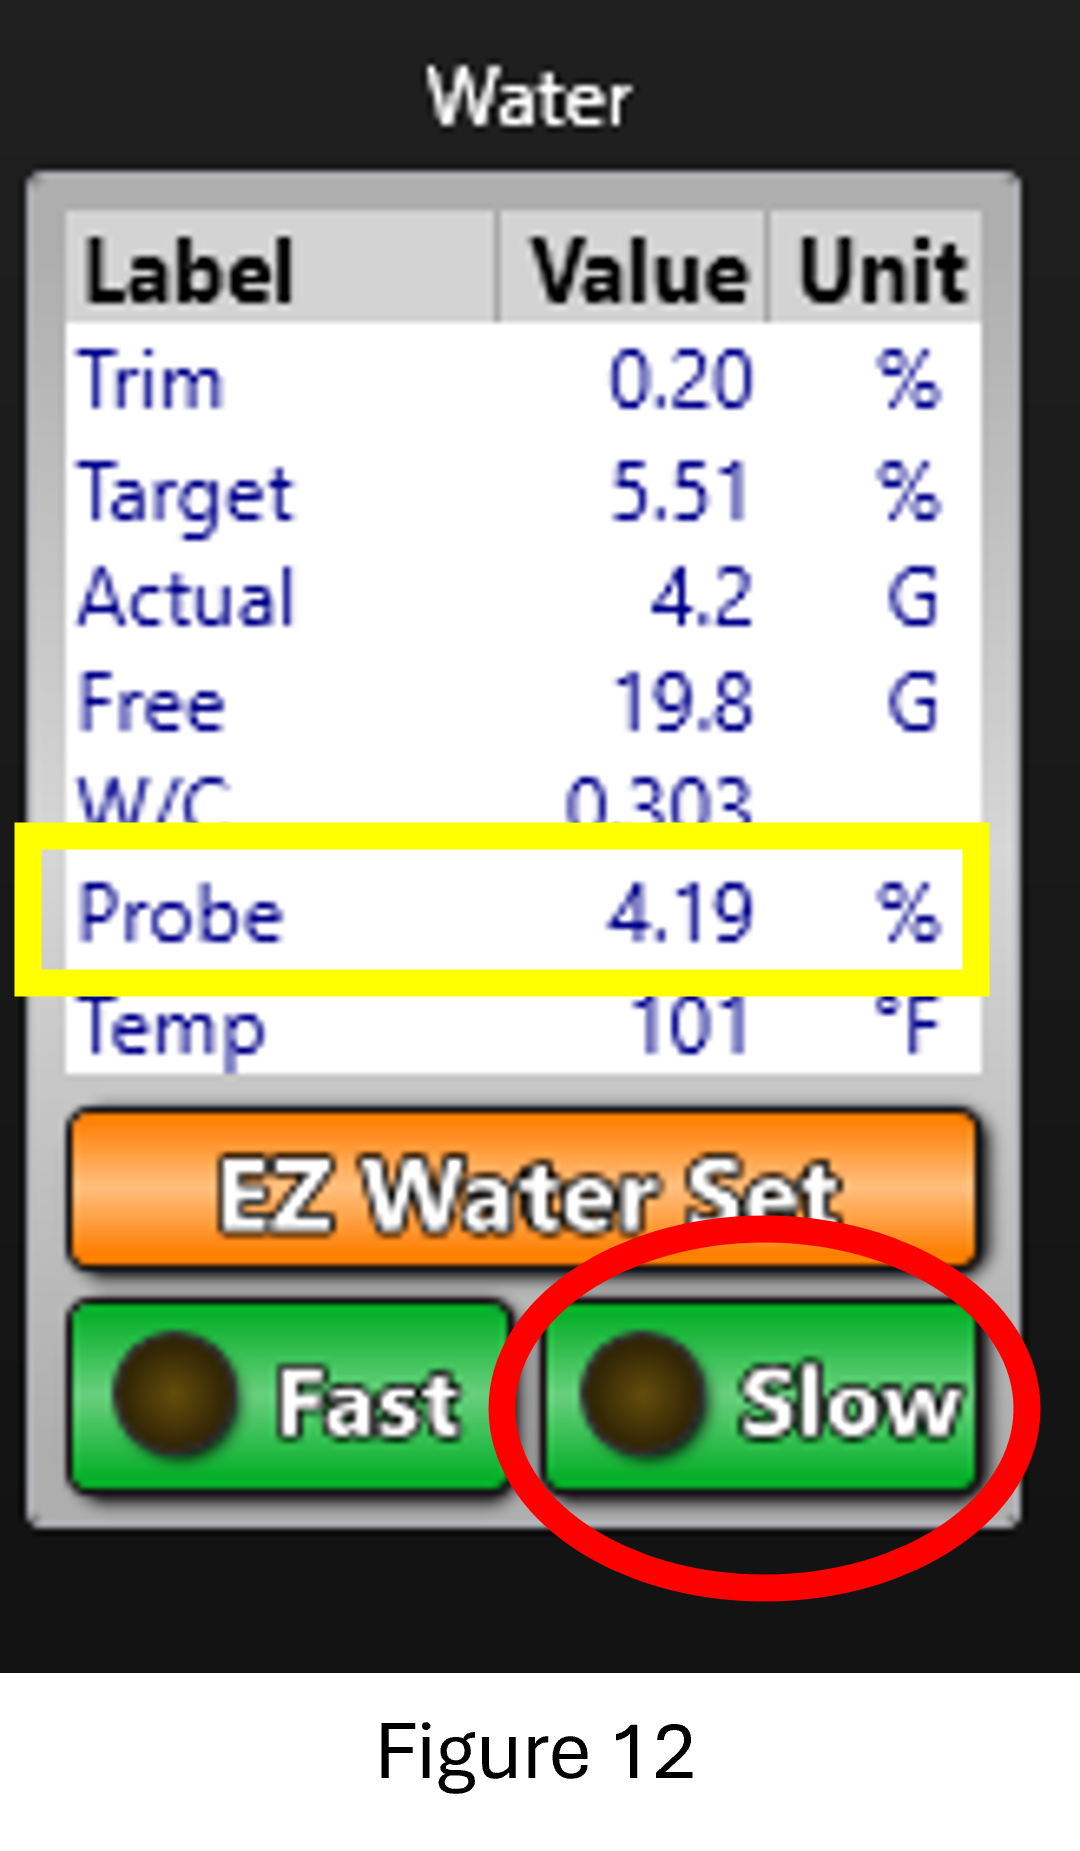 Water
Label Value Unit
Trim 0.20 %
Target 5.51 %
Actual 4.2 G
Free 19.8 G
W/C 0.303
Probe 4.19 %
Temp 101 °F
EZ Water Set
Fast Slow
Figure 12